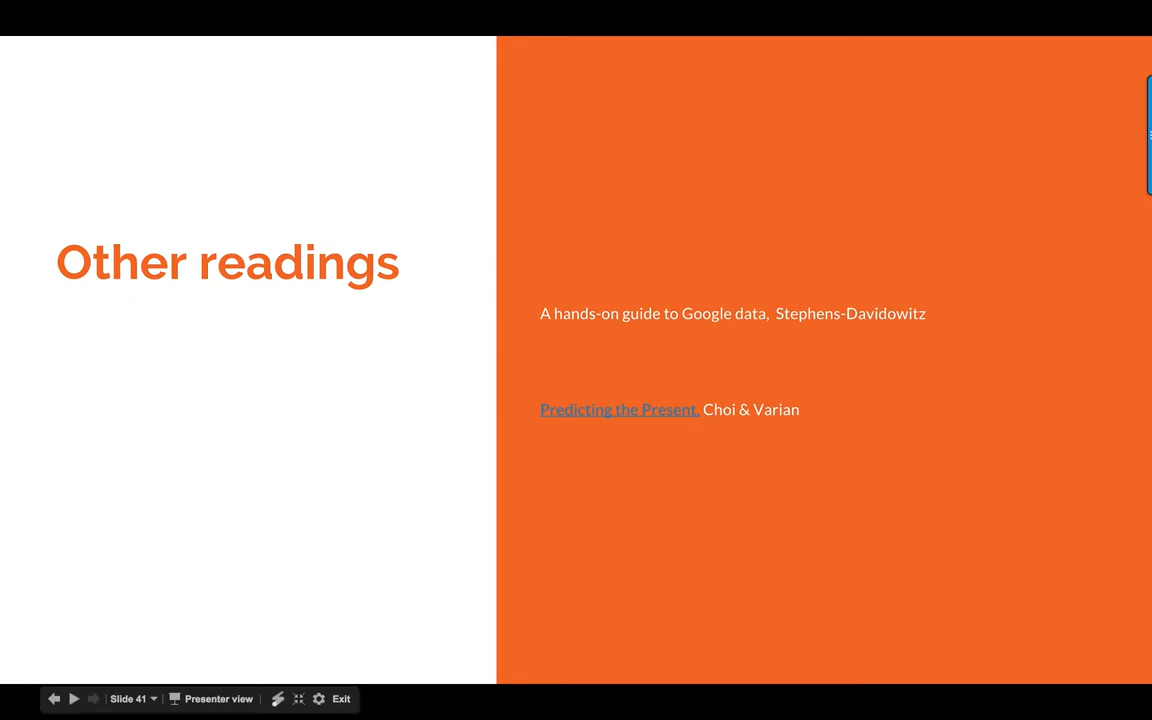 Other readings
A hands-on guide to Google data, Stephens-Davidowitz
Predicting the Present, Choi & Varian
Slide 41
Presenter view
Exit